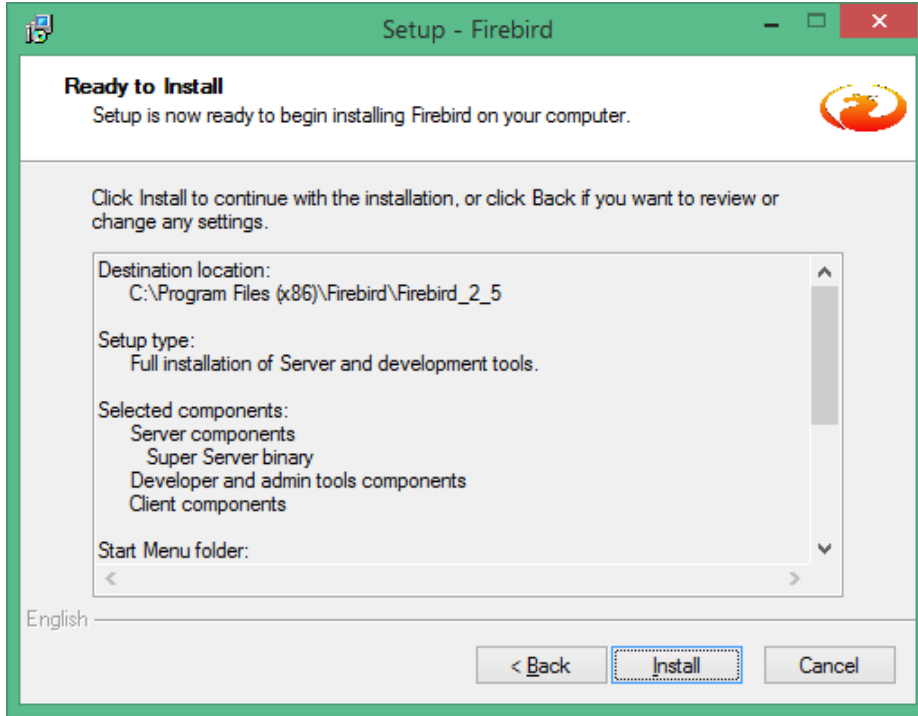 Setup - Firebird
Ready to Install
Setup is now ready to begin installing Firebird on your computer.
Click Install to continue with the installation, or click Back if you want to review or
change any settings.
Destination location:
C:\Program Files (x86)\Firebird\Firebird_2_5
Setup type:
Full installation of Server and development tools.
Selected components:
Server components
Super Server binary
Developer and admin tools components
Client components
Start Menu folder:
English
< Back
Install
Cancel